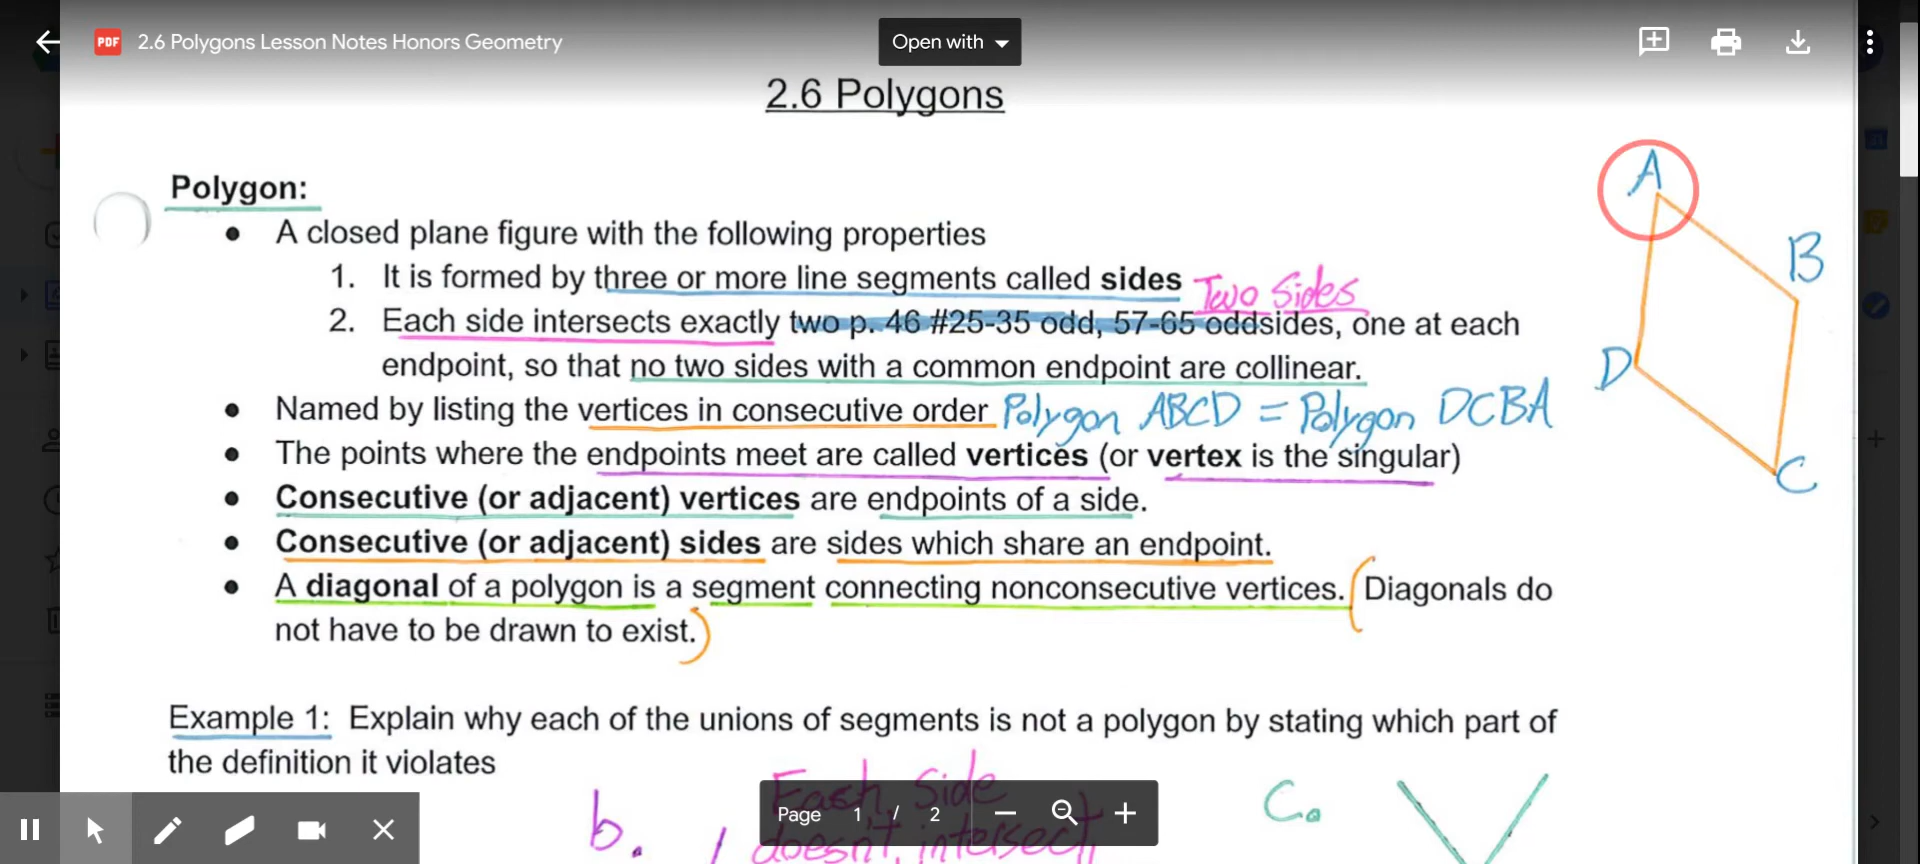 PDF 2.6 Polygons Lesson Notes Honors Geometry
Open with
2.6 Polygons
Polygon:
A
• A closed plane figure with the following properties
B
1. It is formed by three or more line segments called sides Two Sides
2. Each side intersects exactly two p. 46 #25-35 odd, 57-65 oddsides, one at each
endpoint, so that no two sides with a common endpoint are collinear.
D
• Named by listing the vertices in consecutive order Polygon ABCD = Polygon DCBA
• The points where the endpoints meet are called vertices (or vertex is the singular)
C
• Consecutive (or adjacent) vertices are endpoints of a side.
• Consecutive (or adjacent) sides are sides which share an endpoint.
• A diagonal of a polygon is a segment connecting nonconsecutive vertices. (Diagonals do
not have to be drawn to exist.)
Example 1: Explain why each of the unions of segments is not a polygon by stating which part of
the definition it violates
b.
Each Side
doesn't intersect
c.
Page 1 / 2